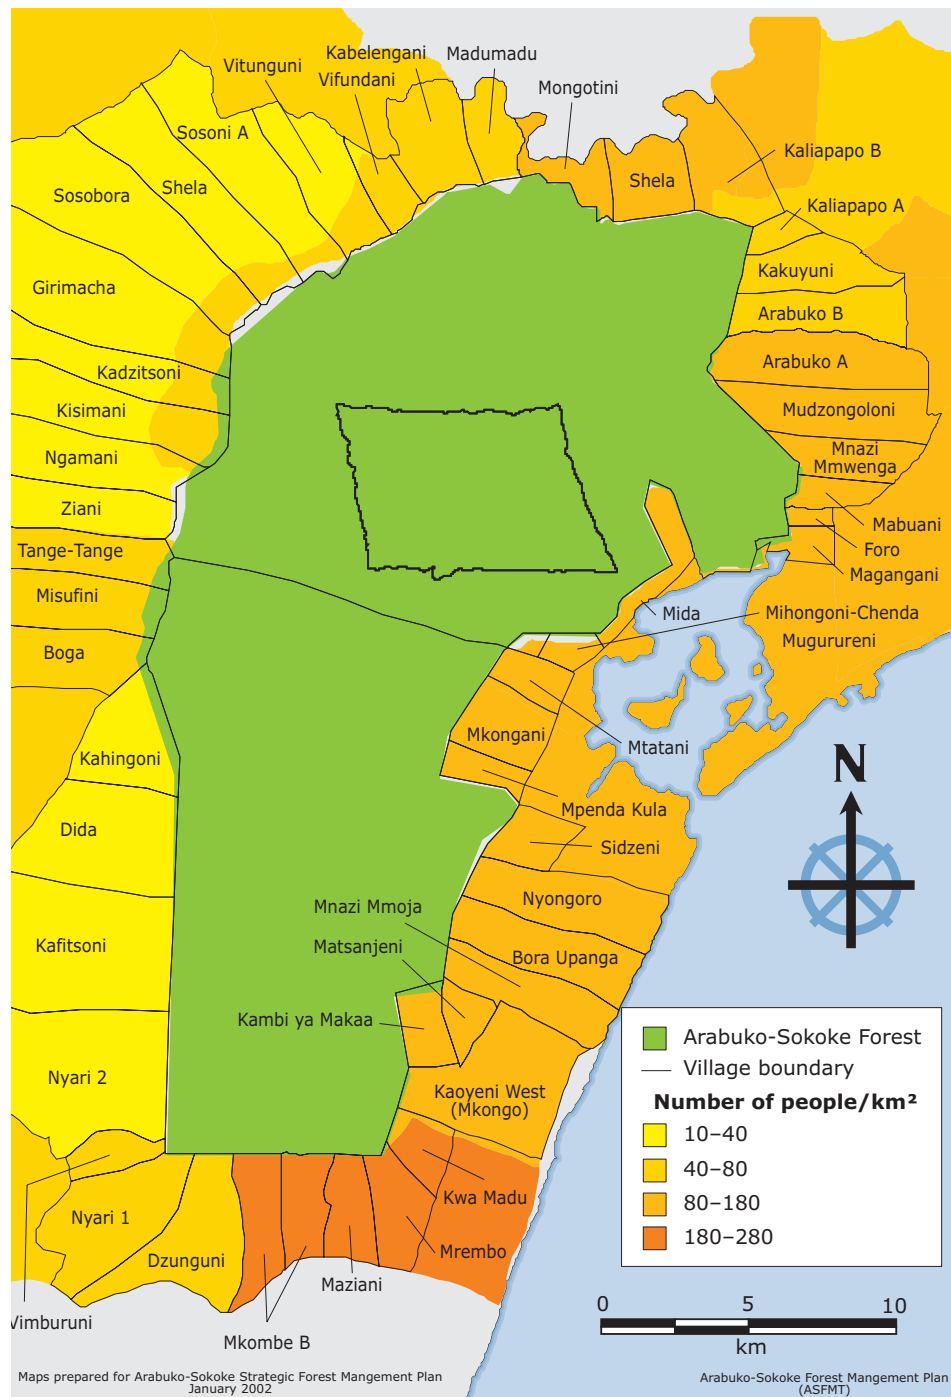 Kabelengani
Madumadu
Vitunguni
Vifundani
Mongotini
Sosoni A
Kaliapapo B
Sosobora
Shela
Shela
Kaliapapo A
Kakuyuni
Girimacha
Arabuko B
Arabuko A
Kadzitsoni
Kisimani
Mudzongoloni
Ngamani
Mnazi
Mmwenga
Ziani
Mabuani
Tange-Tange
Foro
Magangani
Misufini
Mida
Mihongoni-Chenda
Mugurureni
Boga
Mkongani
Mtatani
Kahingoni
Mpenda Kula
Dida
Sidzeni
Mnazi Mmoja
Nyongoro
Kafitsoni
Matsanjeni
Bora Upanga
Kambi ya Makaa
Nyari 2
Kaoyeni West
(Mkongo)
Kwa Madu
Nyari 1
Dzunguni
Mrembo
Maziani
Vimburuni
Mkombe B
N
Arabuko-Sokoke Forest
Village boundary
Number of people/km²
10–40
40–80
80–180
180–280
0 5 10
km
Maps prepared for Arabuko-Sokoke Strategic Forest Mangement Plan
January 2002
Arabuko-Sokoke Forest Mangement Plan
(ASFMT)